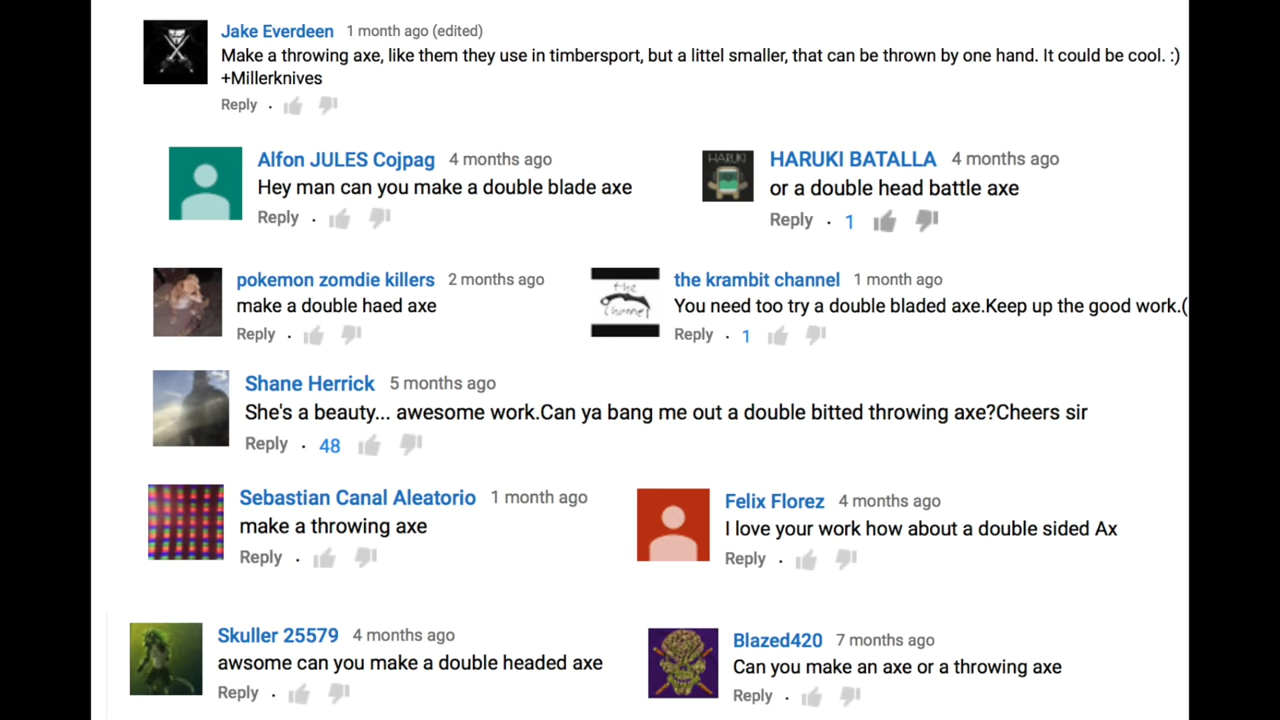 Jake Everdeen 1 month ago (edited)
Make a throwing axe, like them they use in timbersport, but a littel smaller, that can be thrown by one hand. It could be cool. :)
+Millerknives
Reply ·
Alfon JULES Cojpag 4 months ago
Hey man can you make a double blade axe
Reply ·
HARUKI
HARUKI BATALLA 4 months ago
or a double head battle axe
Reply · 1
pokemon zomdie killers 2 months ago
make a double haed axe
Reply ·
the
Channel
the krambit channel 1 month ago
You need too try a double bladed axe.Keep up the good work.(
Reply · 1
Shane Herrick 5 months ago
She's a beauty... awesome work.Can ya bang me out a double bitted throwing axe?Cheers sir
Reply · 48
Sebastian Canal Aleatorio 1 month ago
make a throwing axe
Reply ·
Felix Florez 4 months ago
I love your work how about a double sided Ax
Reply ·
Skuller 25579 4 months ago
awsome can you make a double headed axe
Reply ·
Blazed420 7 months ago
Can you make an axe or a throwing axe
Reply ·